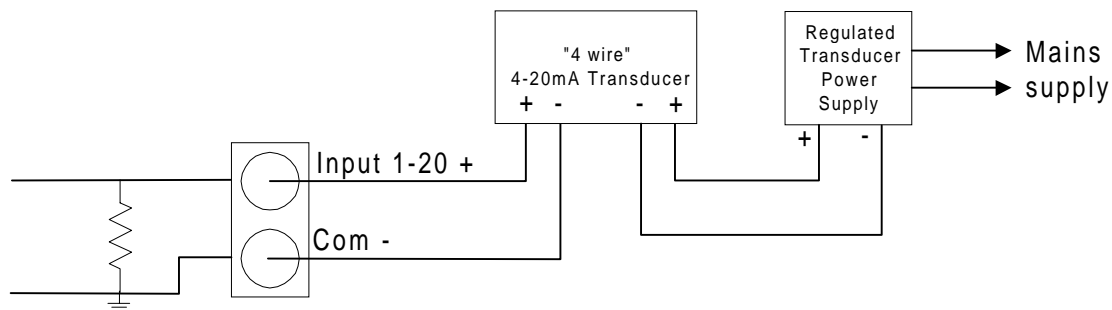 "4 wire"
4-20mA Transducer
+ - - +
Regulated
Transducer
Power
Supply
+ -
Mains
supply
Input 1-20 +
Com -